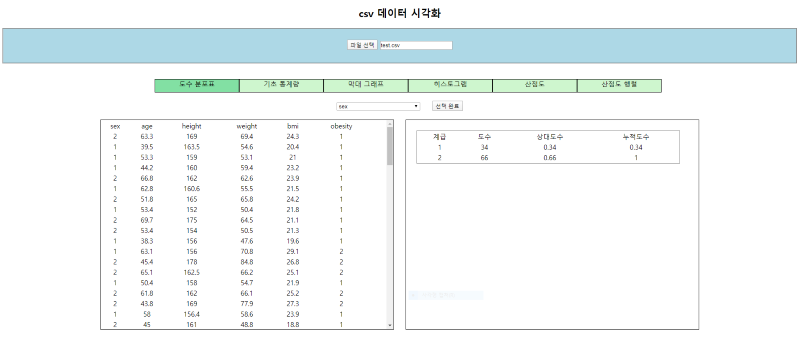 csv 데이터 시각화
파일 선택 test.csv
도수 분포표 기초 통계량 막대 그래프 히스토그램 산점도 산점도 행렬
sex 선택 완료
sex age height weight bmi obesity
2 63.3 169 69.4 24.3 1
1 39.5 163.5 54.6 20.4 1
1 53.3 159 53.1 21 1
1 44.2 160 59.4 23.2 1
2 66.8 162 62.6 23.9 1
1 62.8 160.6 55.5 21.5 1
2 51.8 165 65.8 24.2 1
1 53.4 152 50.4 21.8 1
2 69.7 175 64.5 21.1 1
2 53.4 154 50.5 21.3 1
1 38.3 156 47.6 19.6 1
1 63.1 156 70.8 29.1 2
2 45.4 178 84.8 26.8 2
2 65.1 162.5 66.2 25.1 2
1 50.4 158 54.7 21.9 1
2 61.8 162 66.1 25.2 2
2 43.8 169 77.9 27.3 2
1 58 156.4 58.6 23.9 1
2 45 161 48.8 18.8 1
계급 도수 상대도수 누적도수
1 34 0.34 0.34
2 66 0.66 1